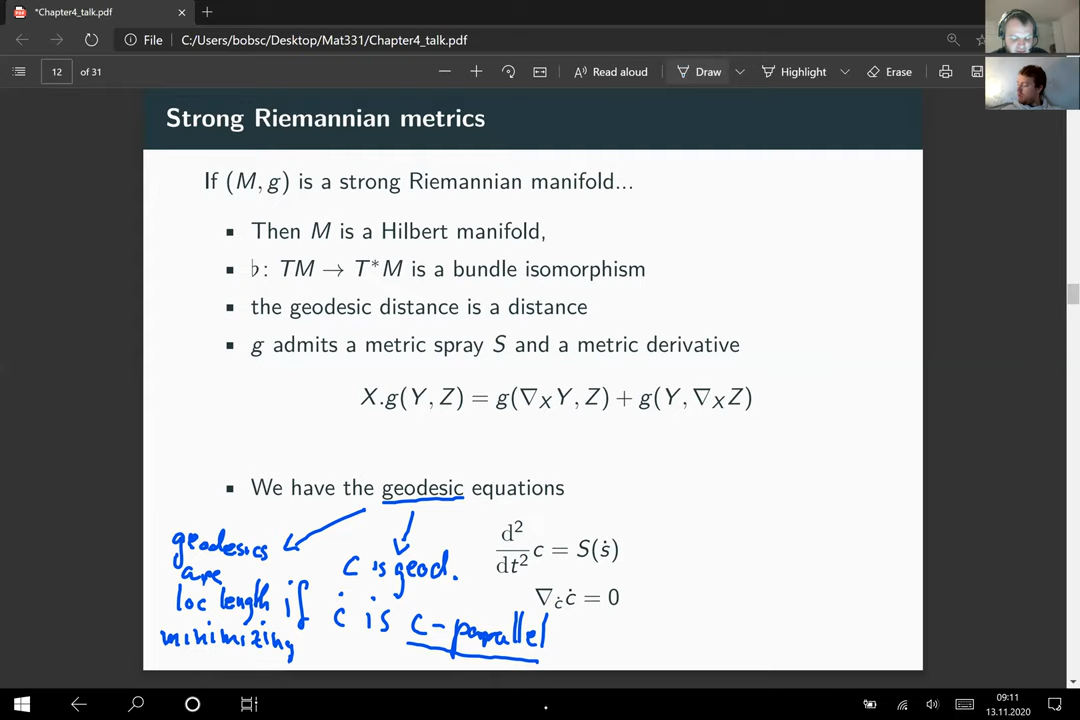 *Chapter4_talk.pdf
File C:/Users/bobsc/Desktop/Mat331/Chapter4_talk.pdf
12 of 31 Read aloud Draw Highlight Erase
Strong Riemannian metrics
If (M, g) is a strong Riemannian manifold...
▪ Then M is a Hilbert manifold,
▪ ♭: TM → T*M is a bundle isomorphism
▪ the geodesic distance is a distance
▪ g admits a metric spray S and a metric derivative
X.g(Y, Z) = g(∇_X Y, Z) + g(Y, ∇_X Z)
▪ We have the geodesic equations
d²/dt² c = S(ṡ)
∇_ċ ċ = 0
geodesics
are
loc length
minimizing
c is geod.
if ċ is c-parallel
09:11
13.11.2020